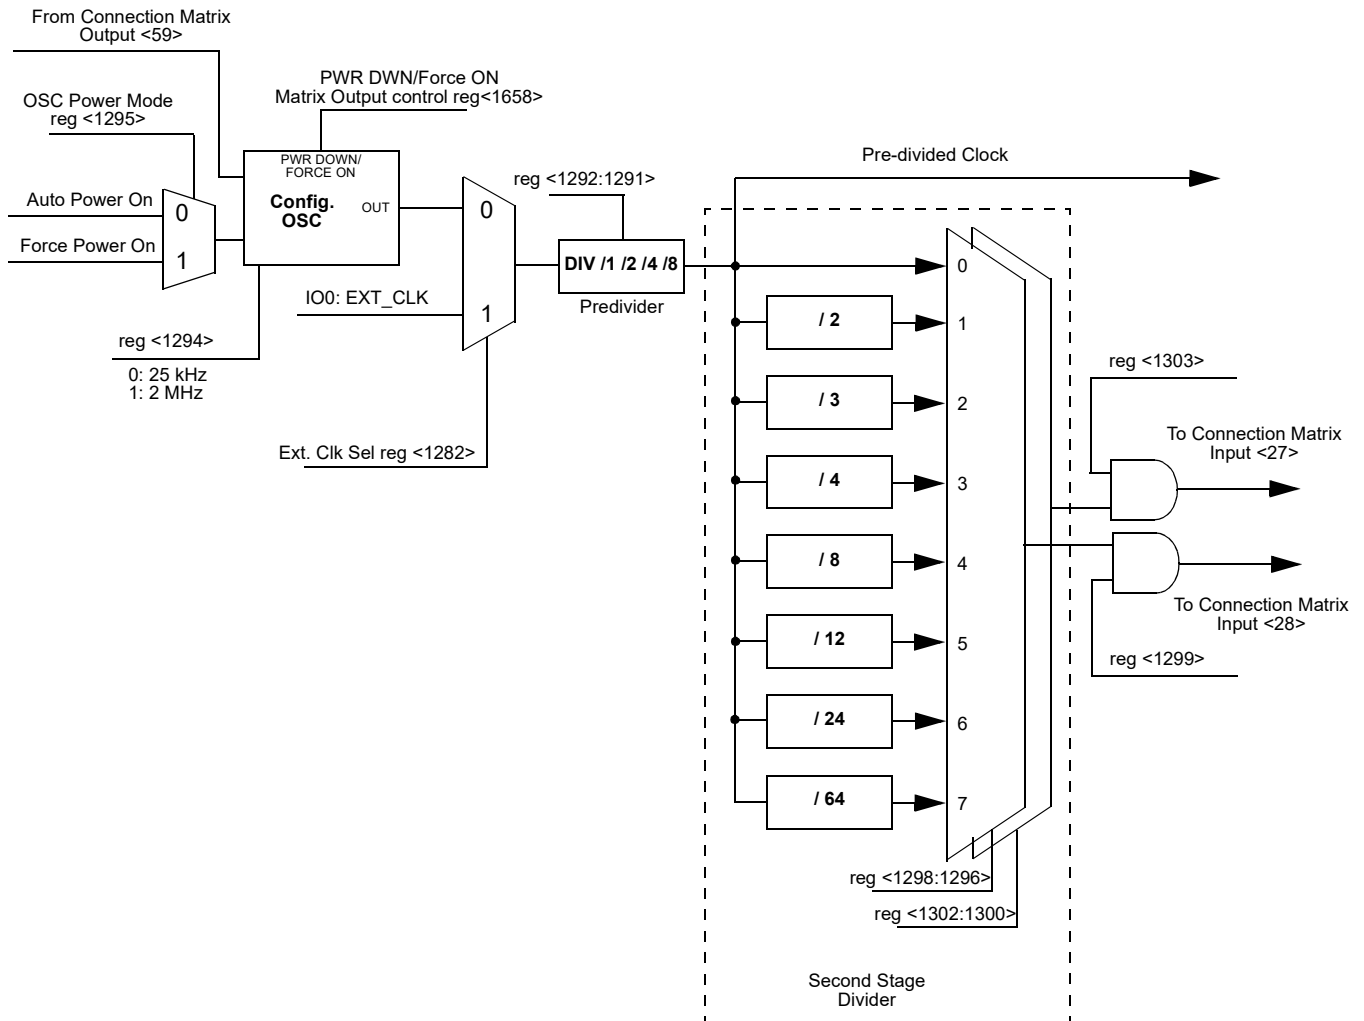 From Connection Matrix
Output <59>
PWR DWN/Force ON
Matrix Output control reg<1658>
OSC Power Mode
reg <1295>
PWR DOWN/
FORCE ON
Config.
OSC
OUT
Auto Power On
0
Force Power On
1
reg <1294>
0: 25 kHz
1: 2 MHz
0
IO0: EXT_CLK
1
Ext. Clk Sel reg <1282>
reg <1292:1291>
DIV /1 /2 /4 /8
Predivider
Pre-divided Clock
0
/ 2
1
/ 3
2
/ 4
3
/ 8
4
/ 12
5
/ 24
6
/ 64
7
reg <1298:1296>
reg <1302:1300>
Second Stage
Divider
reg <1303>
To Connection Matrix
Input <27>
To Connection Matrix
Input <28>
reg <1299>